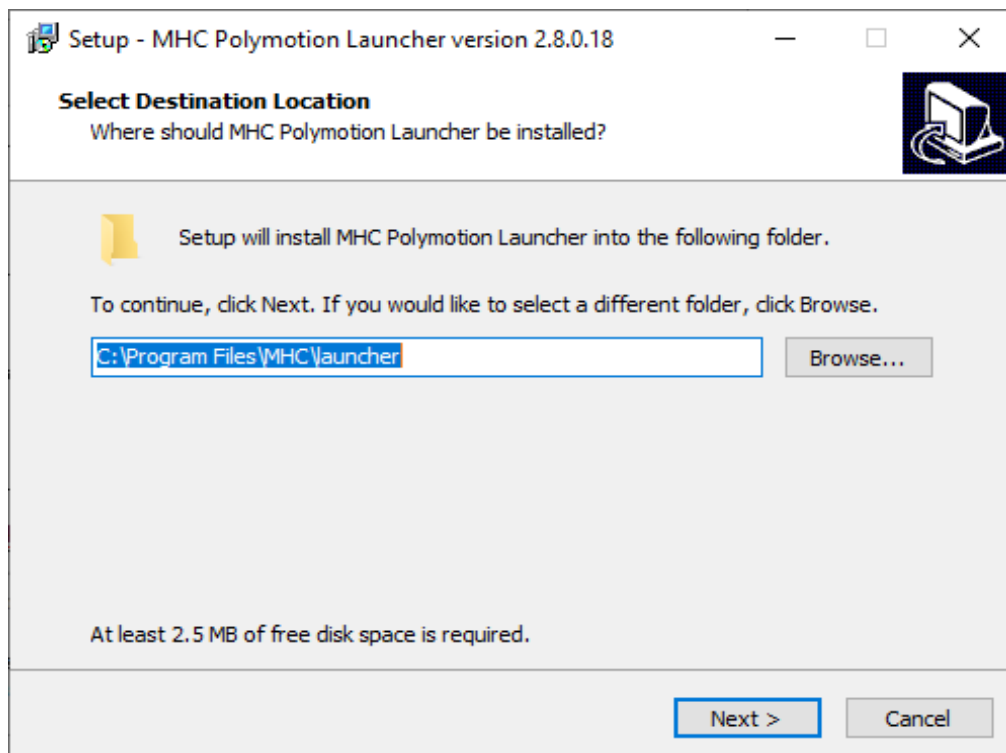 Setup - MHC Polymotion Launcher version 2.8.0.18
Select Destination Location
Where should MHC Polymotion Launcher be installed?
Setup will install MHC Polymotion Launcher into the following folder.
To continue, click Next. If you would like to select a different folder, click Browse.
C:\Program Files\MHC\launcher
Browse...
At least 2.5 MB of free disk space is required.
Next >
Cancel